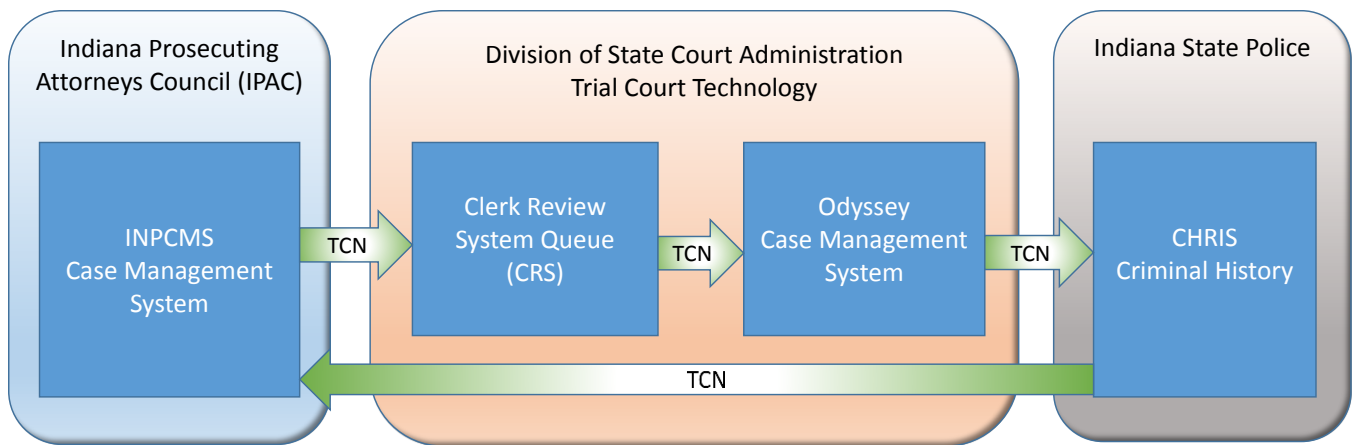 Indiana Prosecuting
Attorneys Council (IPAC)
Division of State Court Administration
Trial Court Technology
Indiana State Police
INPCMS
Case Management
System
TCN
Clerk Review
System Queue
(CRS)
TCN
Odyssey
Case Management
System
TCN
CHRIS
Criminal History
TCN